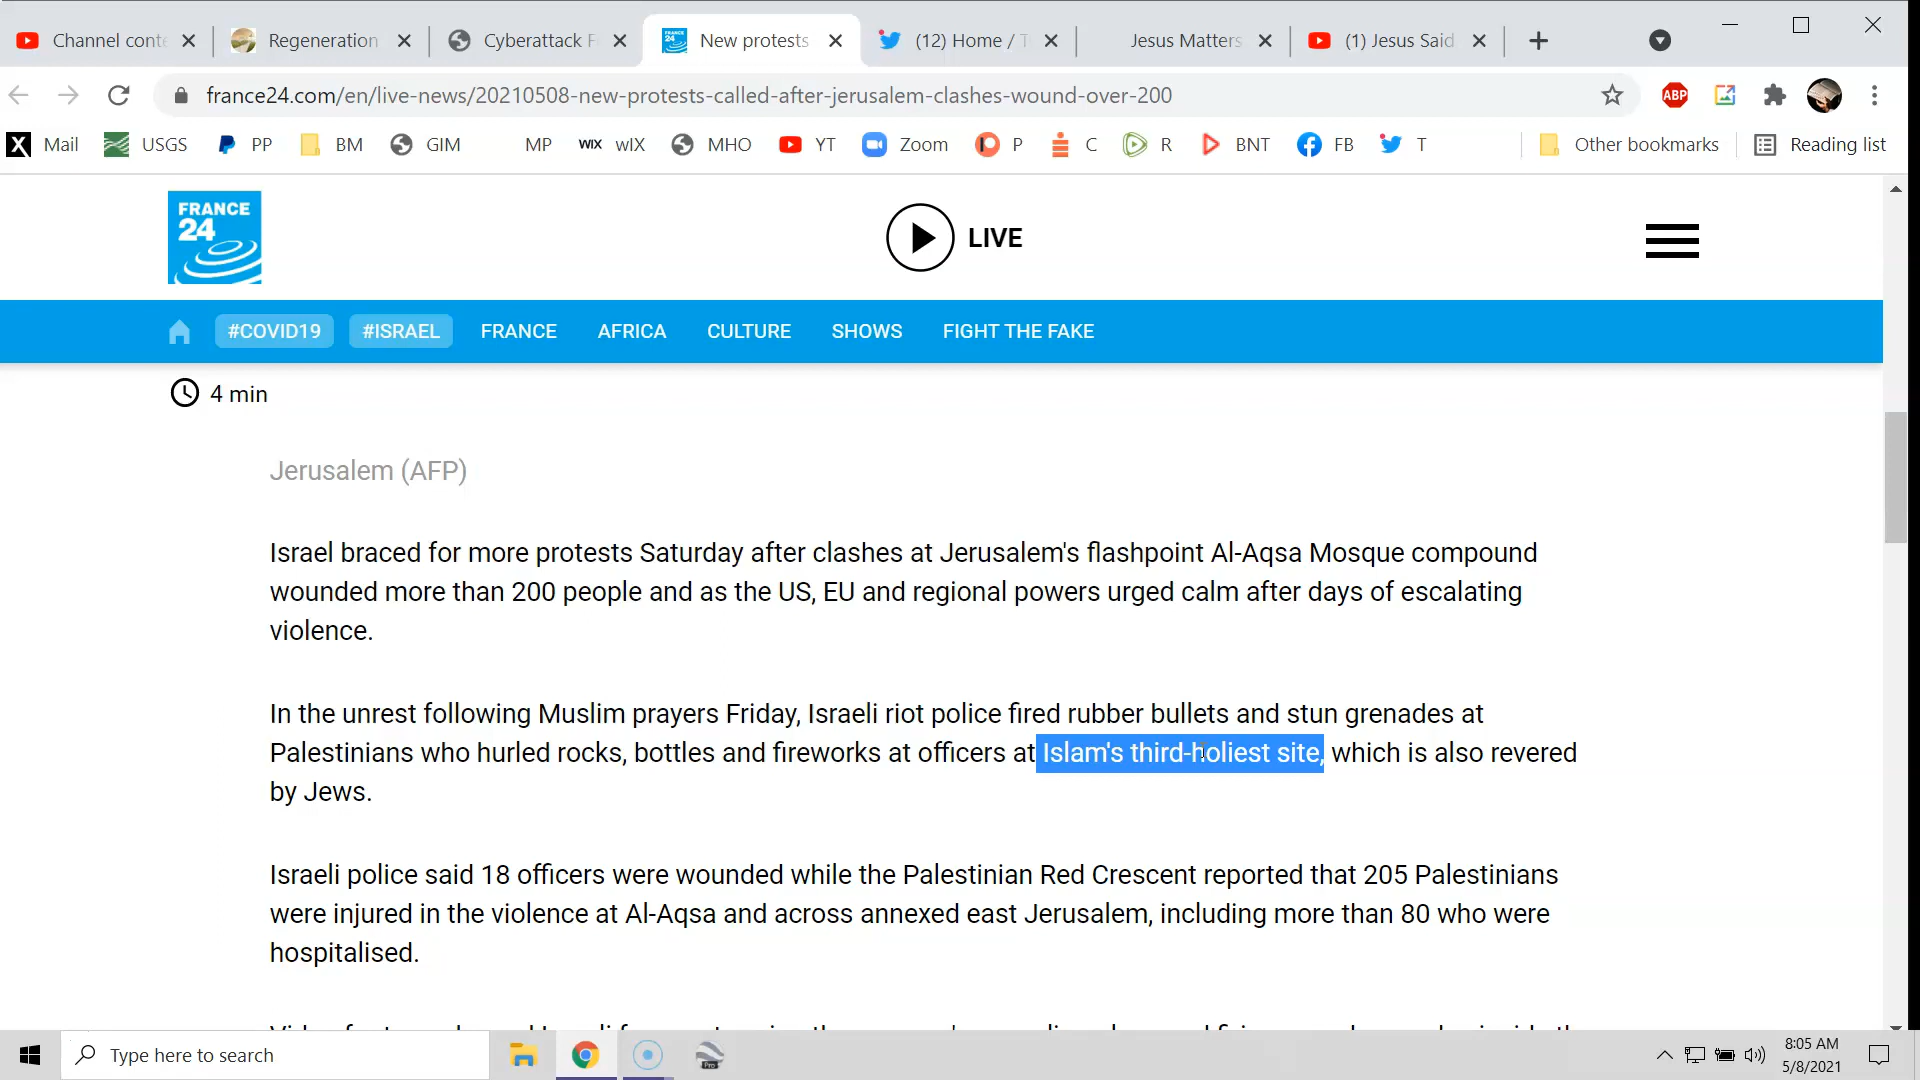 Channel conte
Regeneration
Cyberattack F
New protests
(12) Home / T
Jesus Matters
(1) Jesus Said
france24.com/en/live-news/20210508-new-protests-called-after-jerusalem-clashes-wound-over-200
ABP
X Mail
USGS
PP
BM
GIM
MP
WIX wIX
MHO
YT
Zoom
P
C
R
BNT
FB
T
Other bookmarks
Reading list
FRANCE
24
LIVE
#COVID19
#ISRAEL
FRANCE
AFRICA
CULTURE
SHOWS
FIGHT THE FAKE
4 min
Jerusalem (AFP)
Israel braced for more protests Saturday after clashes at Jerusalem's flashpoint Al-Aqsa Mosque compound
wounded more than 200 people and as the US, EU and regional powers urged calm after days of escalating
violence.
In the unrest following Muslim prayers Friday, Israeli riot police fired rubber bullets and stun grenades at
Palestinians who hurled rocks, bottles and fireworks at officers at Islam's third-holiest site, which is also revered
by Jews.
Israeli police said 18 officers were wounded while the Palestinian Red Crescent reported that 205 Palestinians
were injured in the violence at Al-Aqsa and across annexed east Jerusalem, including more than 80 who were
hospitalised.
Type here to search
8:05 AM
5/8/2021